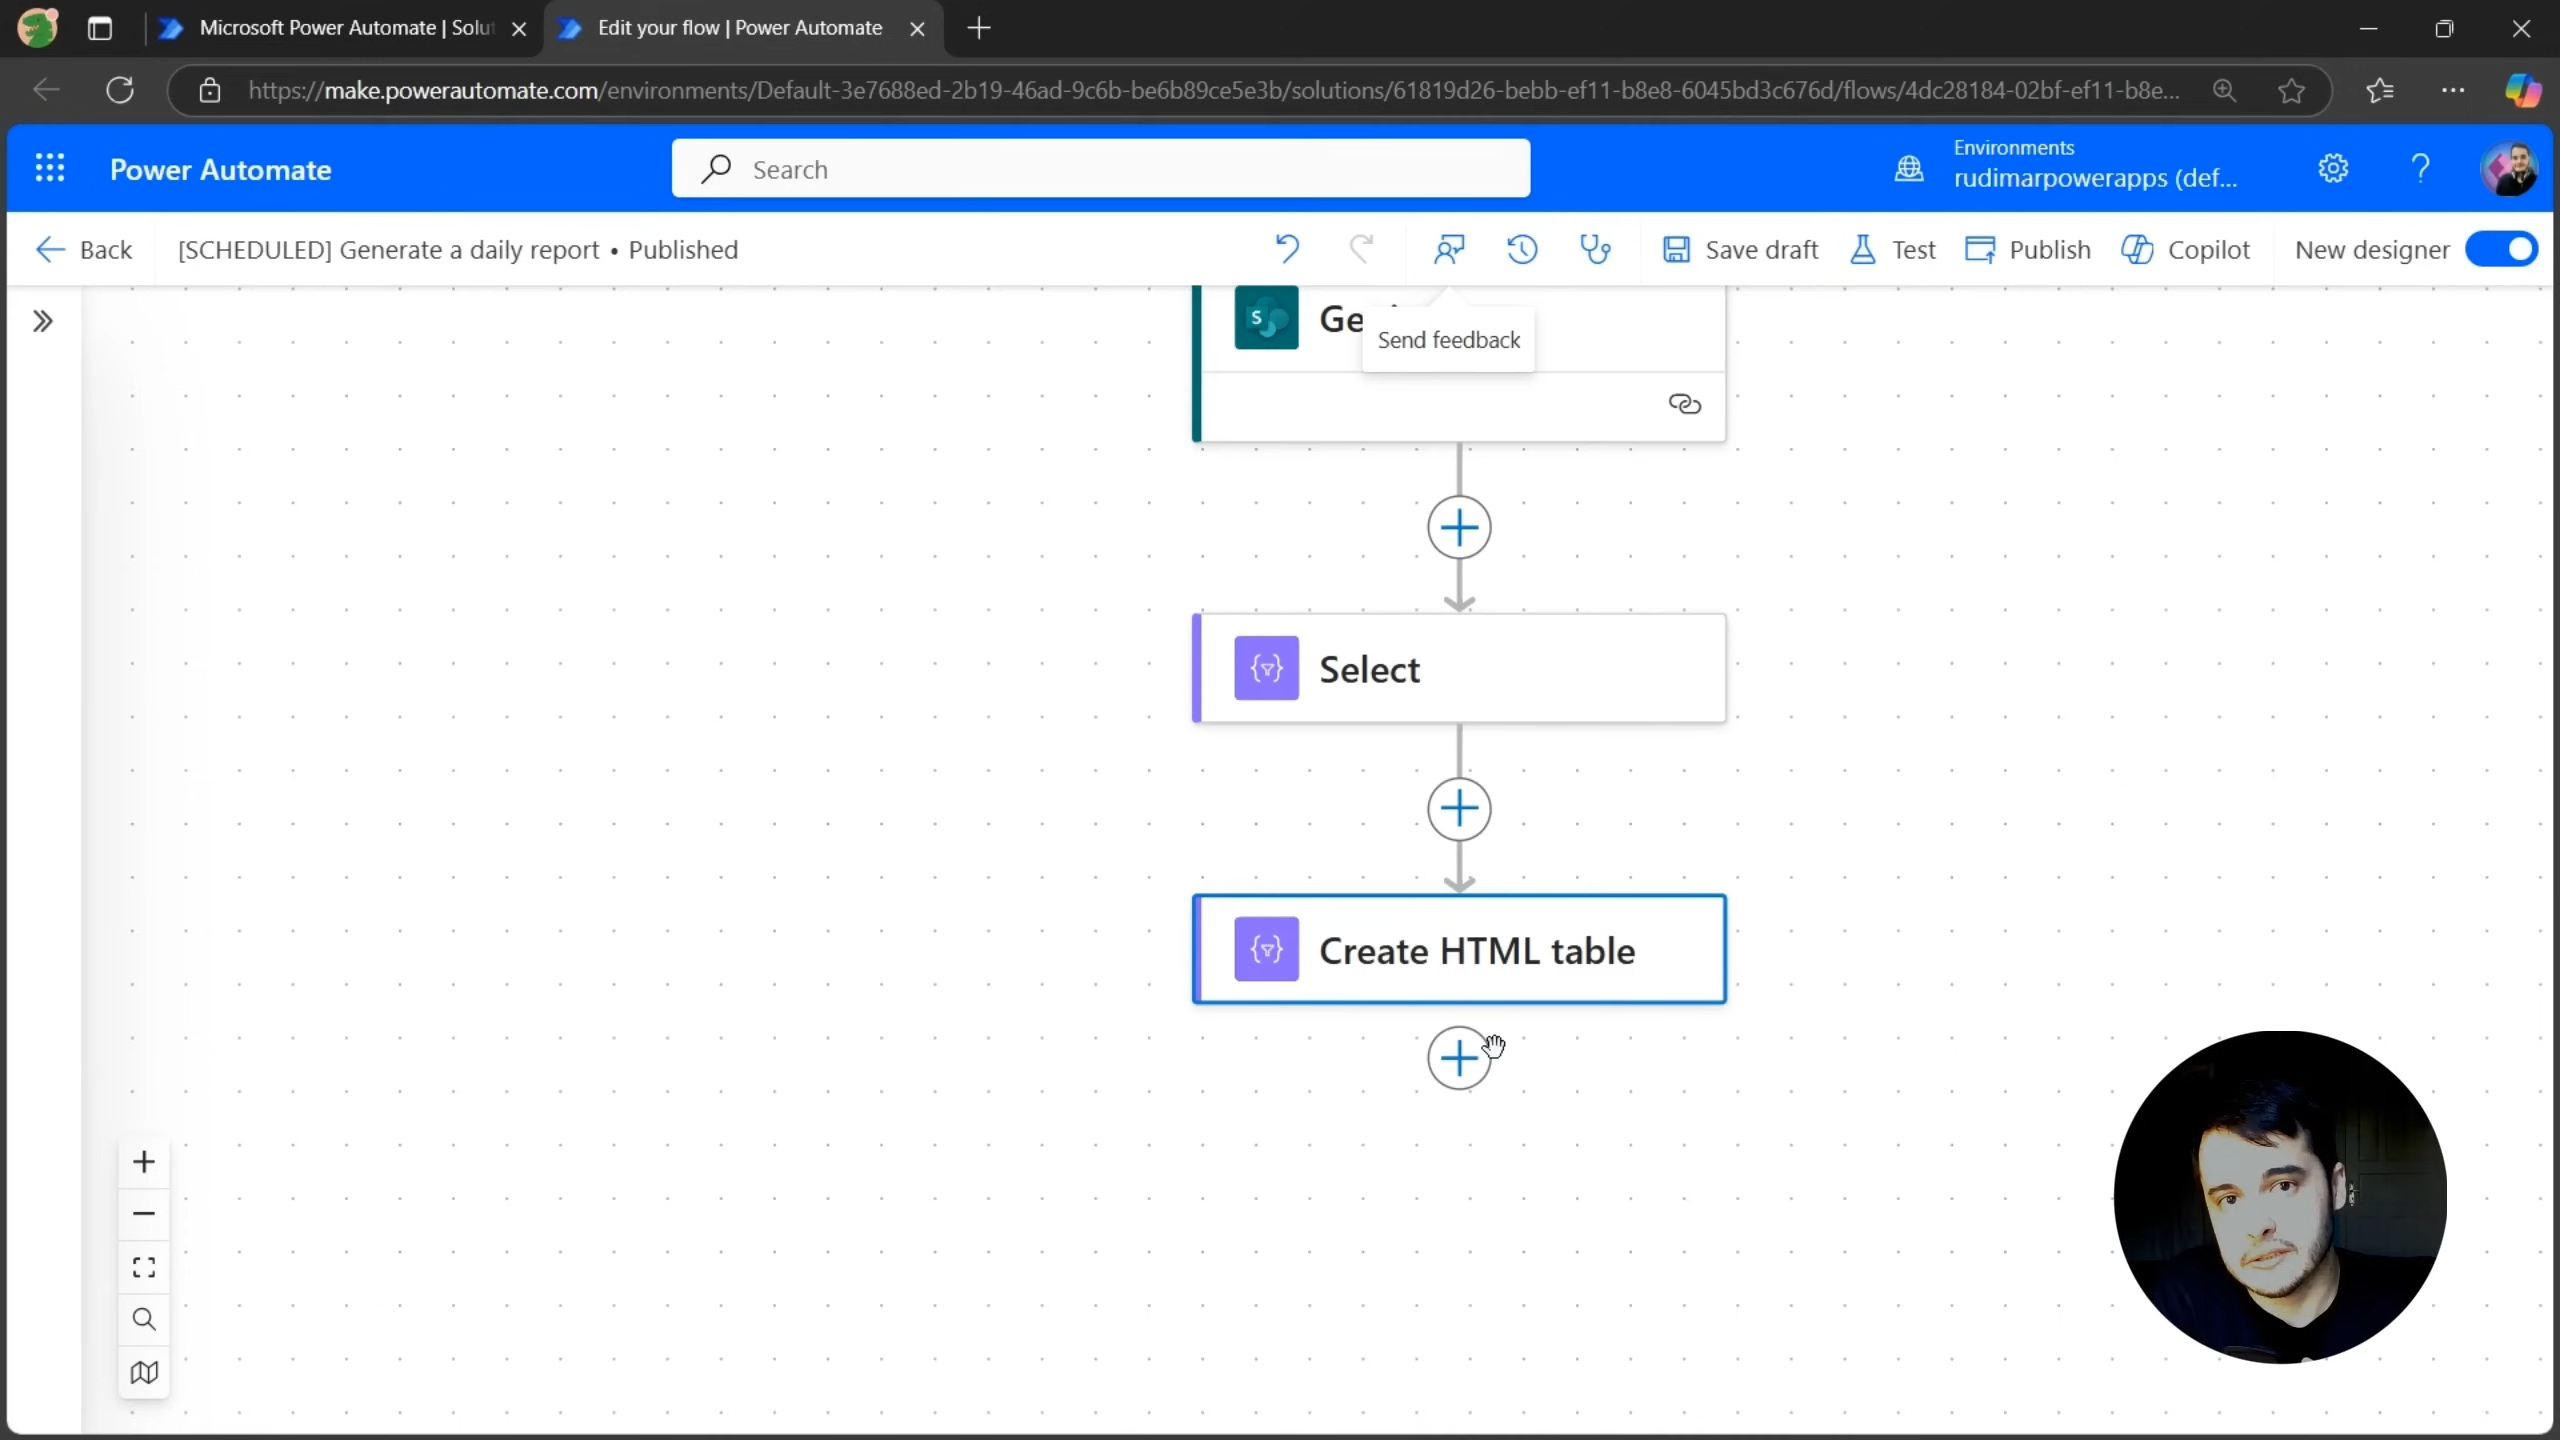 Microsoft Power Automate | Solut
Edit your flow | Power Automate
https://make.powerautomate.com/environments/Default-3e7688ed-2b19-46ad-9c6b-be6b89ce5e3b/solutions/61819d26-bebb-ef11-b8e8-6045bd3c676d/flows/4dc28184-02bf-ef11-b8e...
Power Automate
Search
Environments
rudimarpowerapps (def...
Back
[SCHEDULED] Generate a daily report • Published
Save draft
Test
Publish
Copilot
New designer
S
Ge
Send feedback
Select
Create HTML table